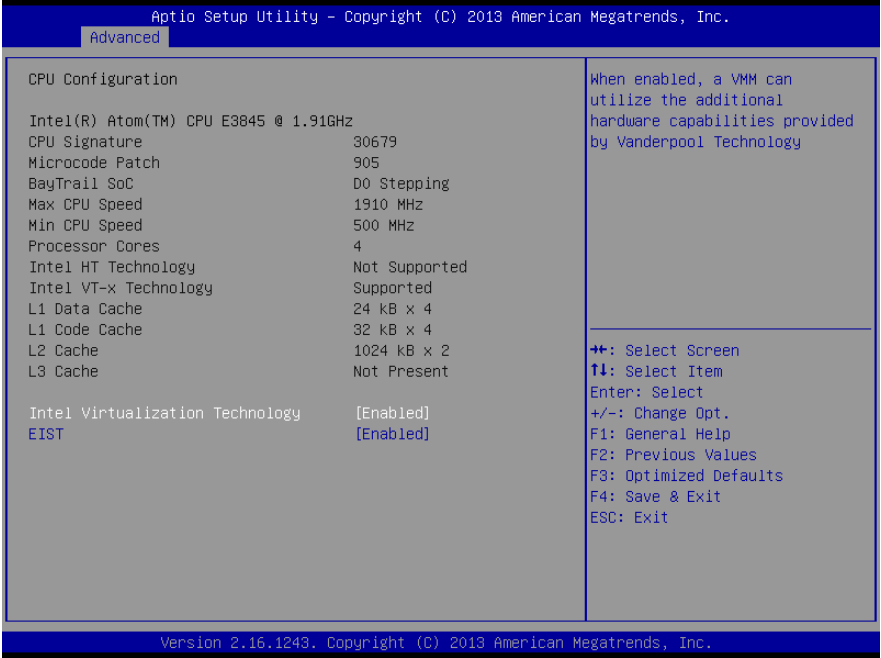 Aptio Setup Utility – Copyright (C) 2013 American Megatrends, Inc.
Advanced
CPU Configuration
Intel(R) Atom(TM) CPU E3845 @ 1.91GHz
CPU Signature 30679
Microcode Patch 905
BayTrail SoC D0 Stepping
Max CPU Speed 1910 MHz
Min CPU Speed 500 MHz
Processor Cores 4
Intel HT Technology Not Supported
Intel VT-x Technology Supported
L1 Data Cache 24 kB x 4
L1 Code Cache 32 kB x 4
L2 Cache 1024 kB x 2
L3 Cache Not Present
Intel Virtualization Technology [Enabled]
EIST [Enabled]
When enabled, a VMM can
utilize the additional
hardware capabilities provided
by Vanderpool Technology
→←: Select Screen
↑↓: Select Item
Enter: Select
+/-: Change Opt.
F1: General Help
F2: Previous Values
F3: Optimized Defaults
F4: Save & Exit
ESC: Exit
Version 2.16.1243. Copyright (C) 2013 American Megatrends, Inc.